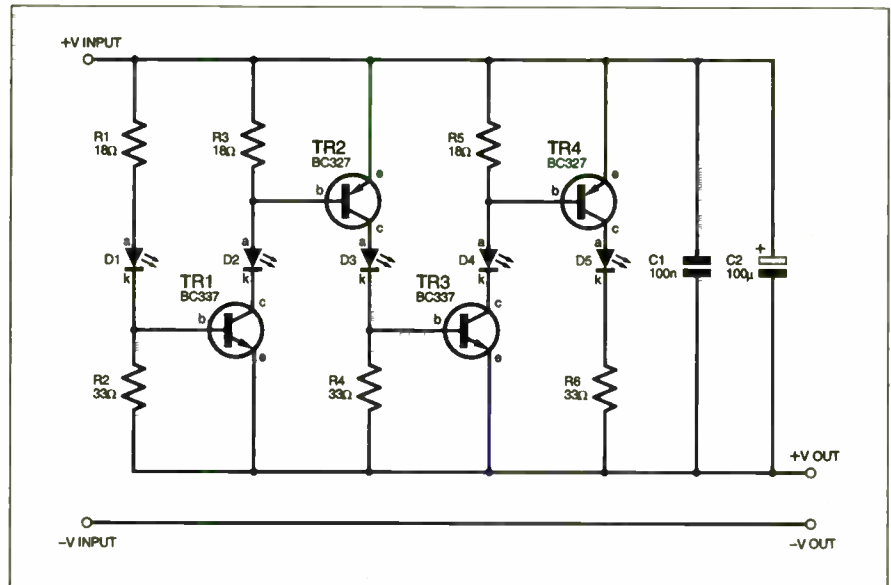 +V INPUT
R1
18Ω
R3
18Ω
TR2
BC327
e
b
c
R5
18Ω
TR4
BC327
e
b
c
a
D1
k
a
D2
k
a
D3
k
a
D4
k
a
D5
k
C1
100n
+
C2
100μ
TR1
BC337
b
c
e
TR3
BC337
b
c
e
R2
33Ω
R4
33Ω
R6
33Ω
+V OUT
−V INPUT
−V OUT